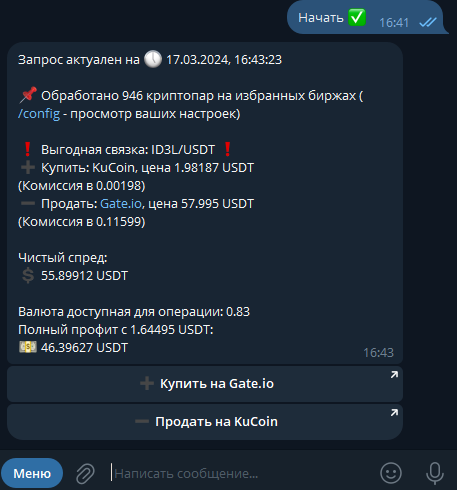 Начать ✅
16:41
Запрос актуален на 🕔 17.03.2024, 16:43:23
📌 Обработано 946 криптопар на избранных биржах (
/config - просмотр ваших настроек)
❗ Выгодная связка: ID3L/USDT ❗
➕ Купить: KuCoin, цена 1.98187 USDT
(Комиссия в 0.00198)
➖ Продать: Gate.io, цена 57.995 USDT
(Комиссия в 0.11599)
Чистый спред:
💲 55.89912 USDT
Валюта доступная для операции: 0.83
Полный профит с 1.64495 USDT:
💵 46.39627 USDT
16:43
➕ Купить на Gate.io
➖ Продать на KuCoin
Меню
Написать сообщение...